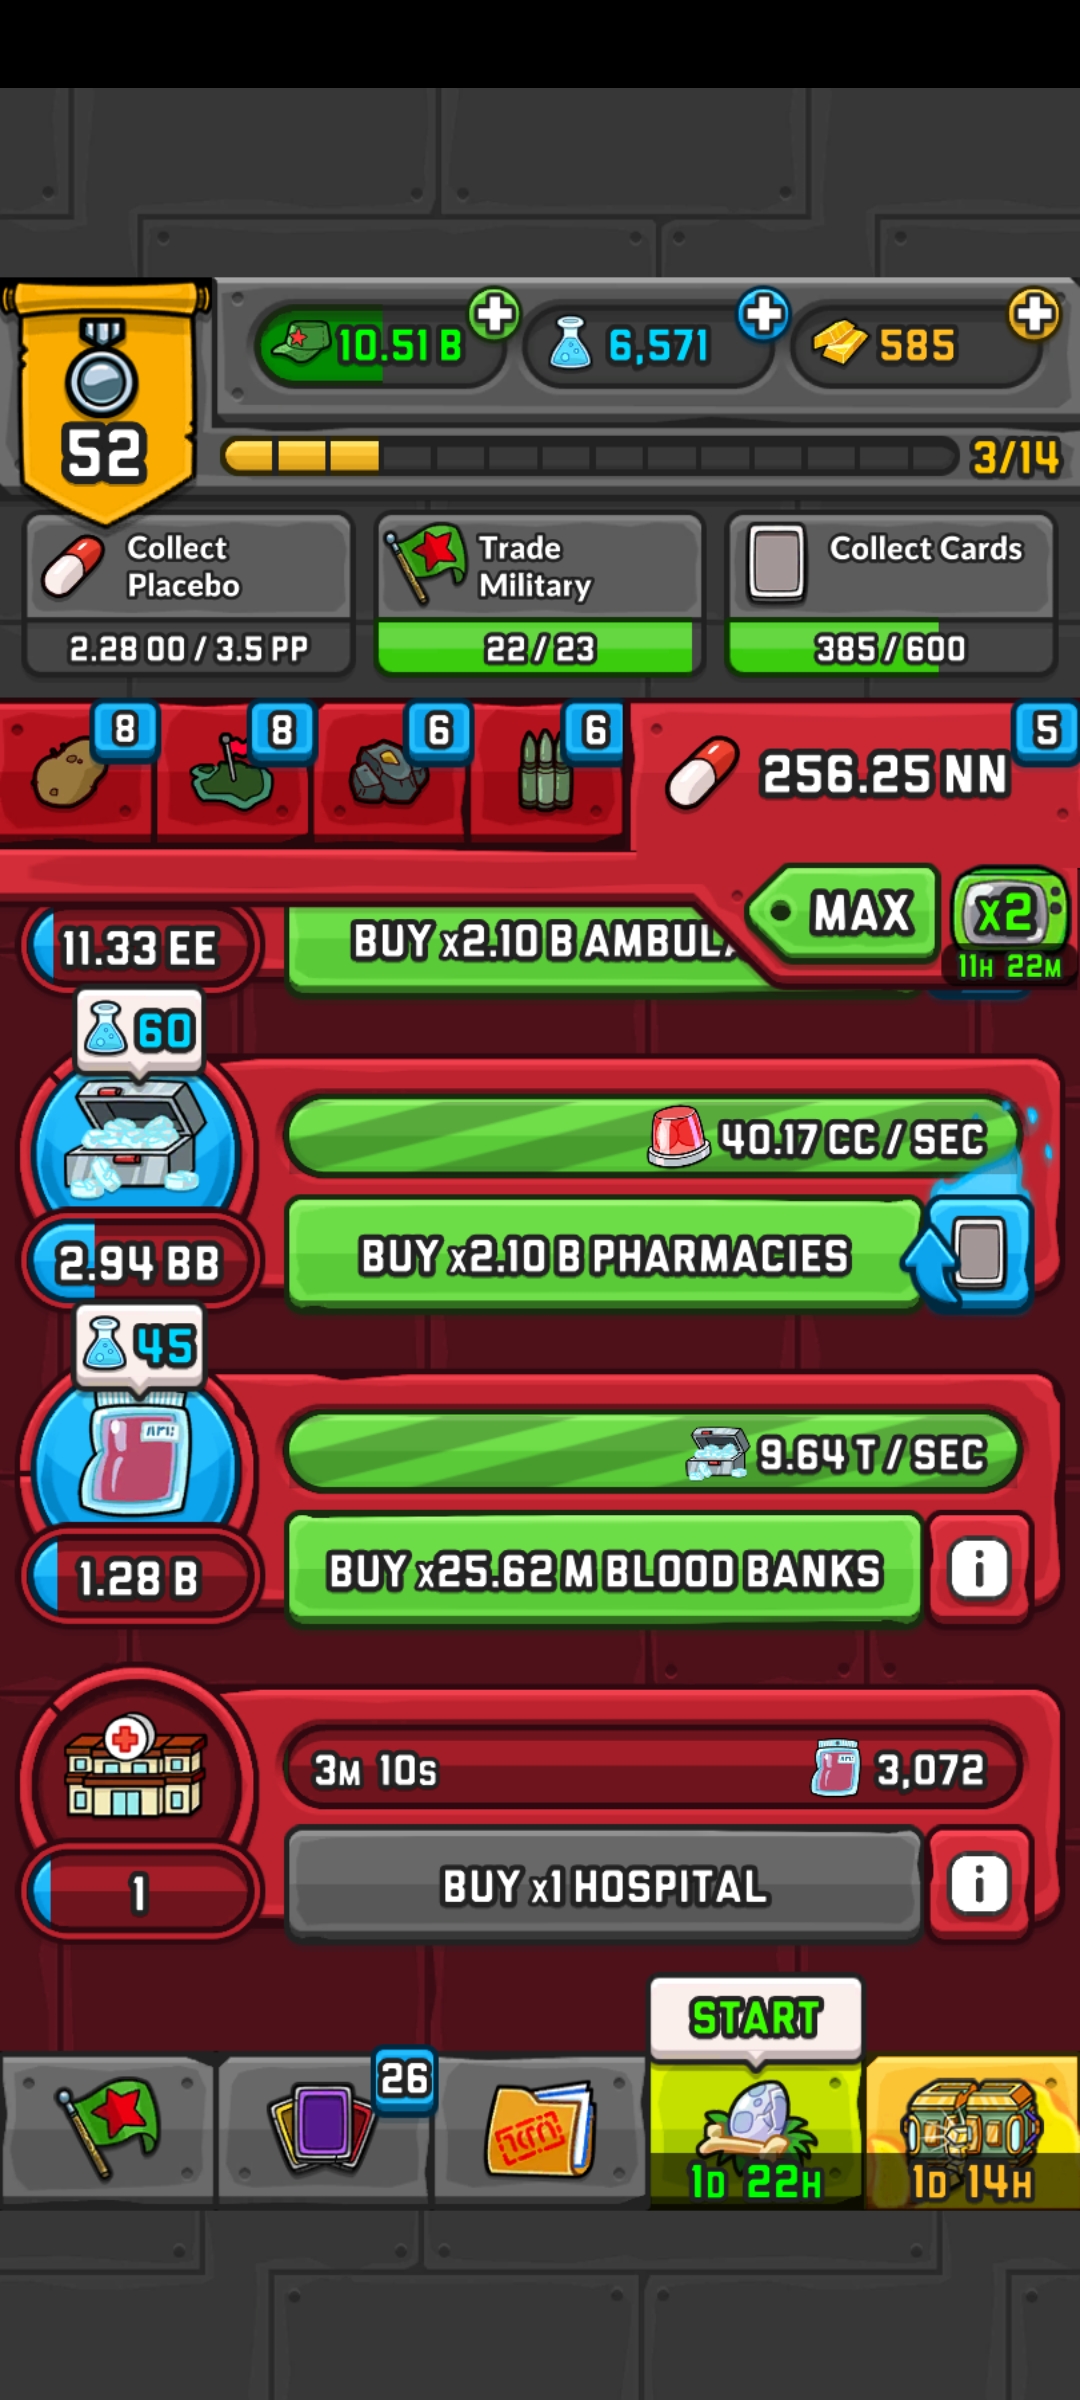 10.51 B
6,571
585
52
3/14
Collect
Placebo
2.28 OO / 3.5 PP
Trade
Military
22 / 23
Collect Cards
385 / 600
8
8
6
6
5
256.25 NN
MAX
x2
11H 22M
11.33 EE
BUY x2.10 B AMBUL
60
40.17 CC / SEC
2.94 BB
BUY x2.10 B PHARMACIES
45
9.64 T / SEC
1.28 B
BUY x25.62 M BLOOD BANKS
3M 10S
3,072
1
BUY x1 HOSPITAL
START
26
1D 22H
1D 14H